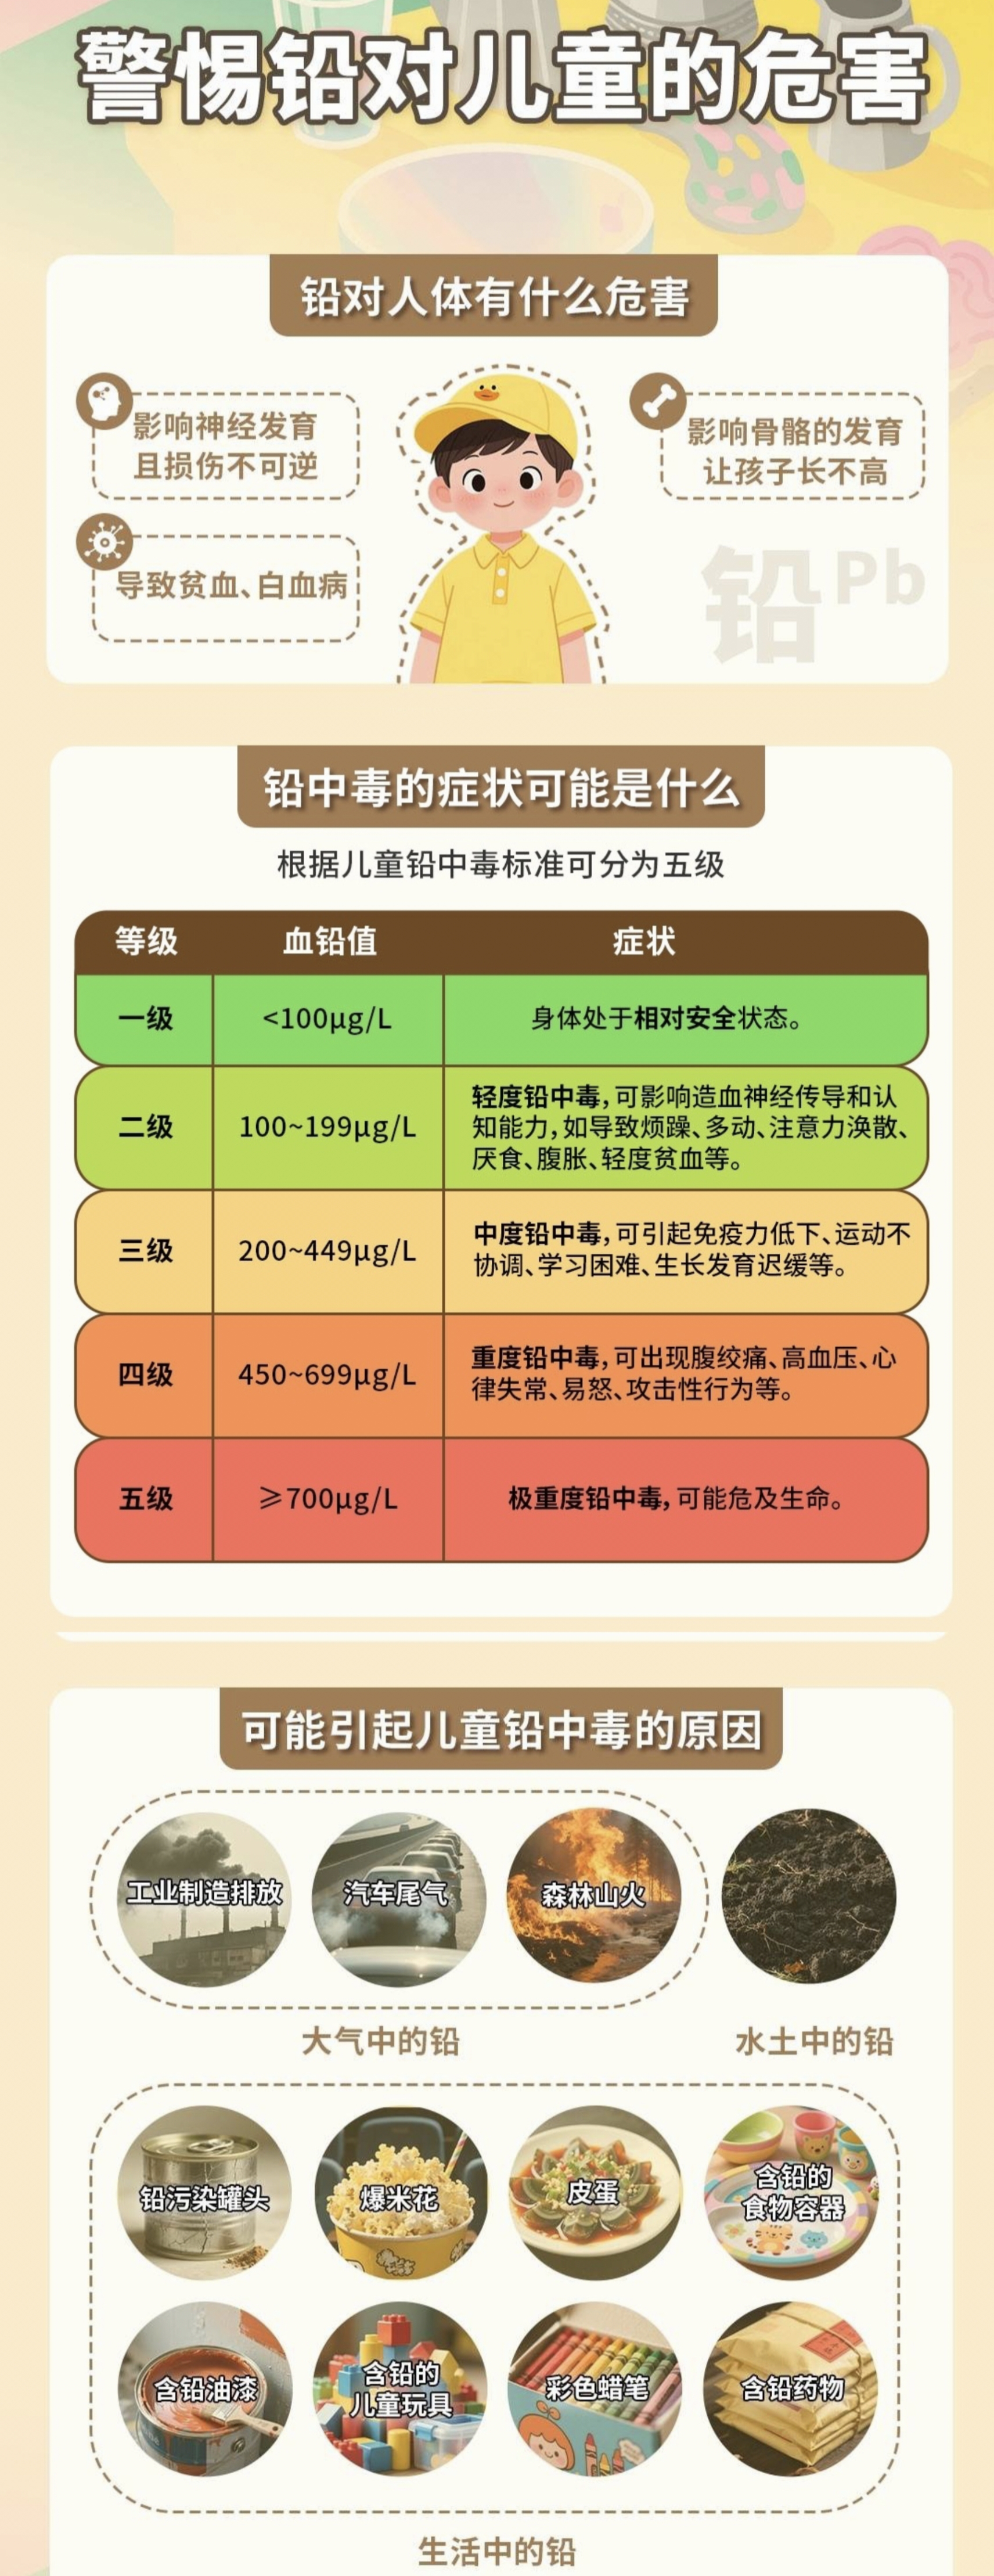 警惕铅对儿童的危害
铅对人体有什么危害
影响神经发育
且损伤不可逆
导致贫血、白血病
影响骨骼的发育
让孩子长不高
铅 Pb
铅中毒的症状可能是什么
根据儿童铅中毒标准可分为五级
等级 血铅值 症状
一级 <100μg/L 身体处于相对安全状态。
二级 100~199μg/L 轻度铅中毒,可影响造血神经传导和认
知能力,如导致烦躁、多动、注意力涣散、
厌食、腹胀、轻度贫血等。
三级 200~449μg/L 中度铅中毒,可引起免疫力低下、运动不
协调、学习困难、生长发育迟缓等。
四级 450~699μg/L 重度铅中毒,可出现腹绞痛、高血压、心
律失常、易怒、攻击性行为等。
五级 ≥700μg/L 极重度铅中毒,可能危及生命。
可能引起儿童铅中毒的原因
工业制造排放 汽车尾气 森林山火
大气中的铅 水土中的铅
铅污染罐头 爆米花 皮蛋 含铅的
食物容器
含铅油漆 含铅的
儿童玩具 彩色蜡笔 含铅药物
生活中的铅